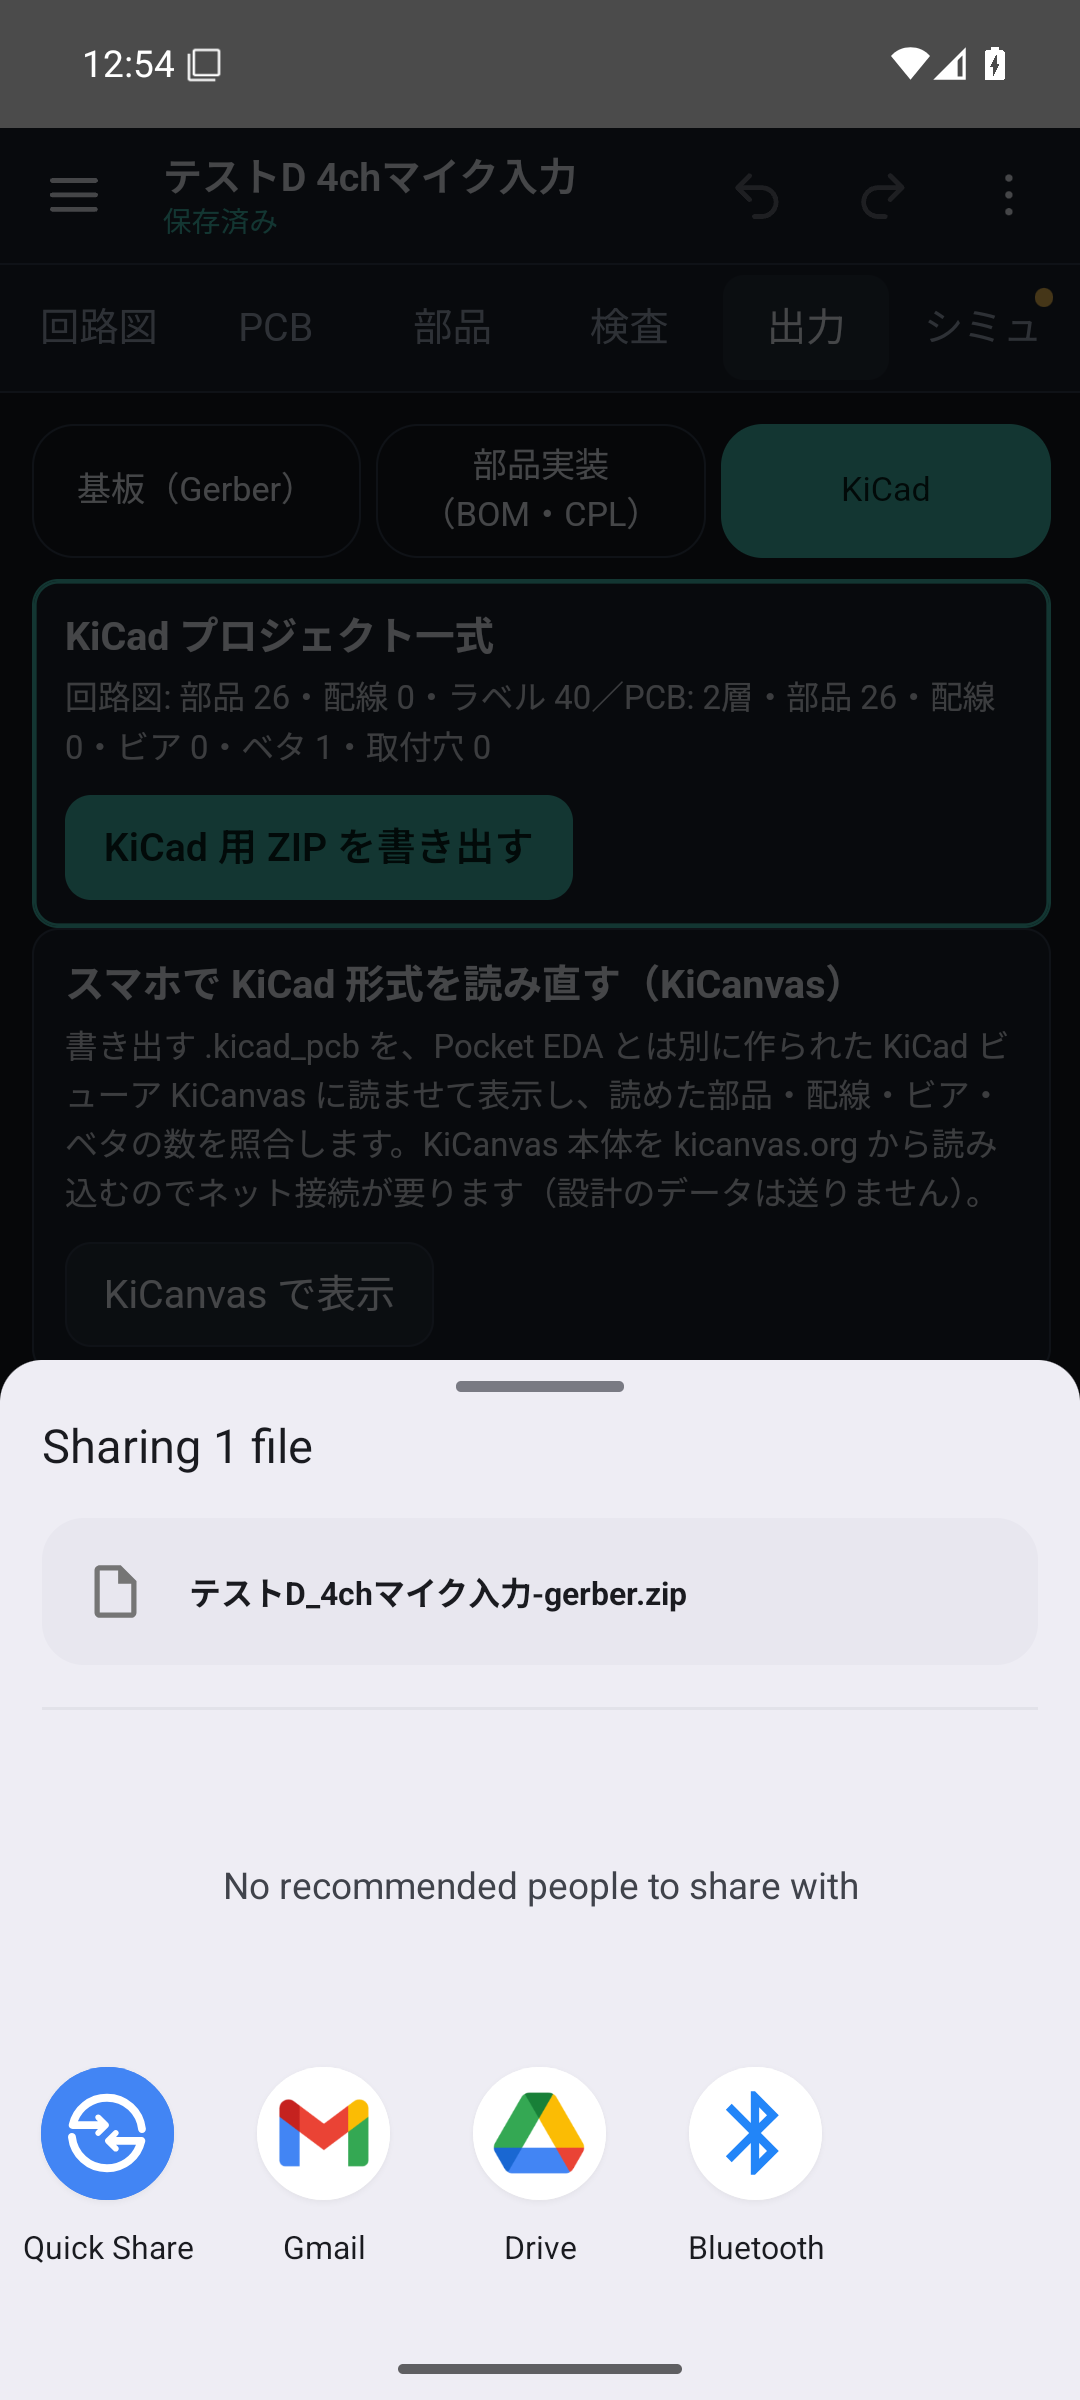 12:54
テストD 4chマイク入力
保存済み
回路図
PCB
部品
検査
出力
シミュ
基板（Gerber）
部品実装
（BOM・CPL）
KiCad
KiCad プロジェクト一式
回路図: 部品 26・配線 0・ラベル 40／PCB: 2層・部品 26・配線
0・ビア 0・ベタ 1・取付穴 0
KiCad 用 ZIP を書き出す
スマホで KiCad 形式を読み直す（KiCanvas）
書き出す .kicad_pcb を、Pocket EDA とは別に作られた KiCad ビ
ューア KiCanvas に読ませて表示し、読めた部品・配線・ビア・
ベタの数を照合します。KiCanvas 本体を kicanvas.org から読み
込むのでネット接続が要ります（設計のデータは送りません）。
KiCanvas で表示
Sharing 1 file
テストD_4chマイク入力-gerber.zip
No recommended people to share with
Quick Share
Gmail
Drive
Bluetooth